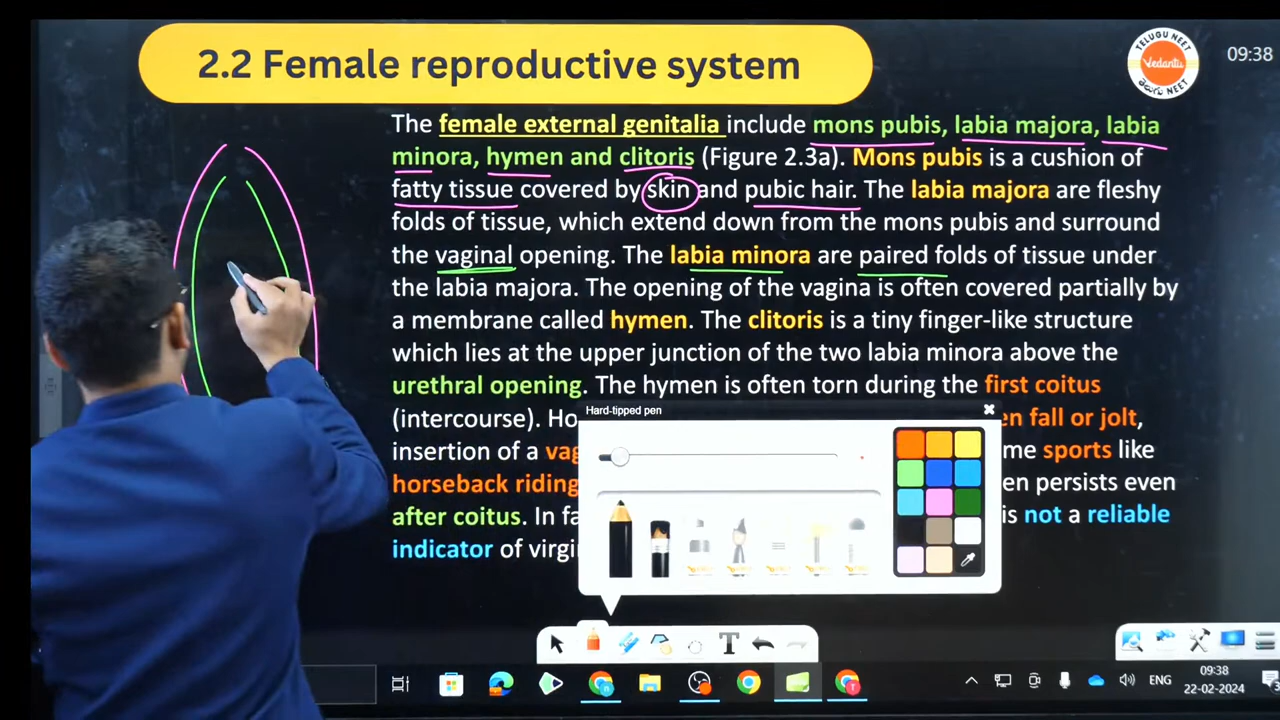 2.2 Female reproductive system
TELUGU NEET
Vedantu
తెలుగు NEET
09:38
The female external genitalia include mons pubis, labia majora, labia
minora, hymen and clitoris (Figure 2.3a). Mons pubis is a cushion of
fatty tissue covered by skin and pubic hair. The labia majora are fleshy
folds of tissue, which extend down from the mons pubis and surround
the vaginal opening. The labia minora are paired folds of tissue under
the labia majora. The opening of the vagina is often covered partially by
a membrane called hymen. The clitoris is a tiny finger-like structure
which lies at the upper junction of the two labia minora above the
urethral opening. The hymen is often torn during the first coitus
(intercourse). Ho
en fall or jolt,
insertion of a vag
me sports like
horseback riding
en persists even
after coitus. In fa
is not a reliable
indicator of virgi
Hard-tipped pen
T
ENG
09:38
22-02-2024